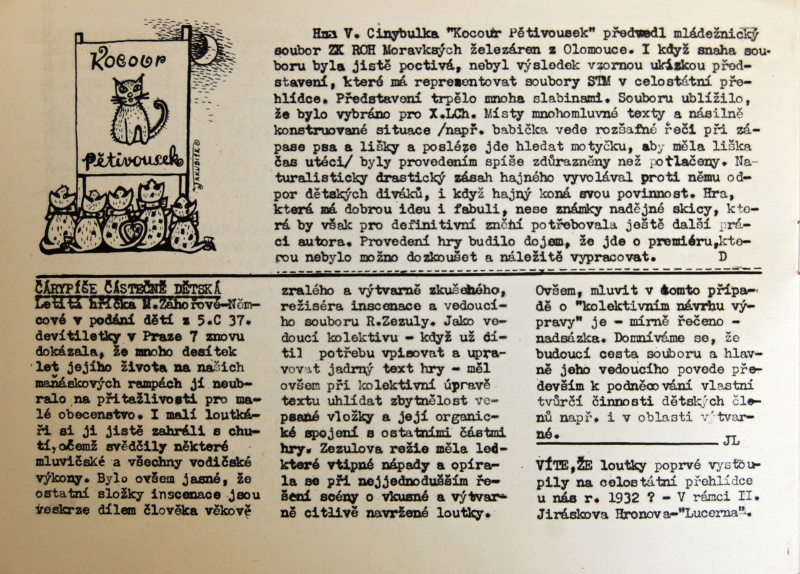 Kocour
Pětivousek
JAKUBÍČEK
Hra V. Cinybulka "Kocour Pětivousek" předvedl mládežnický
soubor ZK ROH Moravksých železáren z Olomouce. I když snaha sou-
boru byla jistě poctivá, nebyl výsledek vzornou ukázkou před-
stavení, které má reprezentovat soubory STM v celostátní pře-
hlídce. Představení trpělo mnoha slabinami. Souboru ublížilo,
že bylo vybráno pro X.LCh. Místy mnohomluvné texty a násilně
konstruované situace /např. babička vede rozšafné řeči při zá-
pase psa a lišky a posléze jde hledat motyčku, aby měla liška
čas utéci/ byly provedením spíše zdůrazněny než potlačeny. Na-
turalisticky drastický zásah hajného vyvolával proti němu od-
por dětských diváků, i když hajný koná svou povinnost. Hra,
která má dobrou ideu i fabuli, nese známky nadějné skicy, kte-
rá by však pro definitivní znění potřebovala ještě další prá-
ci autora. Provedení hry budilo dojem, že jde o premiéru,kte-
rou nebylo možno dozkoušet a náležitě vypracovat. D
ČÁRYPÍŠE ČÁSTEČNĚ DĚTSKÁ
Letitá hříčka M.Záhořové-Něm-
cové v podání dětí z 5.C 37.
devítiletky v Praze 7 znovu
dokázala, že mnoho desítek
let jejího života na našich
maňáskových rampách jí neub-
ralo na přitažlivosti pro ma-
lé obecenstvo. I malí loutká-
ři si ji jistě zahráli s chu-
tí,očemž svědčily některé
mluvičské a všechny vodičské
výkony. Bylo ovšem jasné, že
ostatní složky inscenace jsou
veskrze dílem člověka věkově
zralého a výtvarně zkušeného,
režiséra inscenace a vedoucí-
ho souboru R.Zezuly. Jako ve-
doucí kolektivu - když už cí-
til potřebu vpisovat a upra-
vovat jadrný text hry - měl
ovšem při kolektivní úpravě
textu uhlídat zbytnělost ve-
psané vložky a její organic-
ké spojení s ostatními částmi
hry. Zezulova režie měla led-
které vtipné nápady a opíra-
la se při nejjednodušším ře-
šení scény o vkusné a výtvar-
ně citlivě navržené loutky.
Ovšem, mluvit v tomto přípa-
dě o "kolektivním návrhu vý-
pravy" je - mírně řečeno -
nadsázka. Domníváme se, že
budoucí cesta souboru a hlav-
ně jeho vedoucího povede pře-
devším k podněcování vlastní
tvůrčí činnosti dětských čle-
nů např. i v oblasti výtvar-
né.
JL
VÍTE,ŽE loutky poprvé vystou-
pily na celostátní přehlídce
u nás r. 1932 ? - V rámci II.
Jiráskova Hronova-"Lucerna".